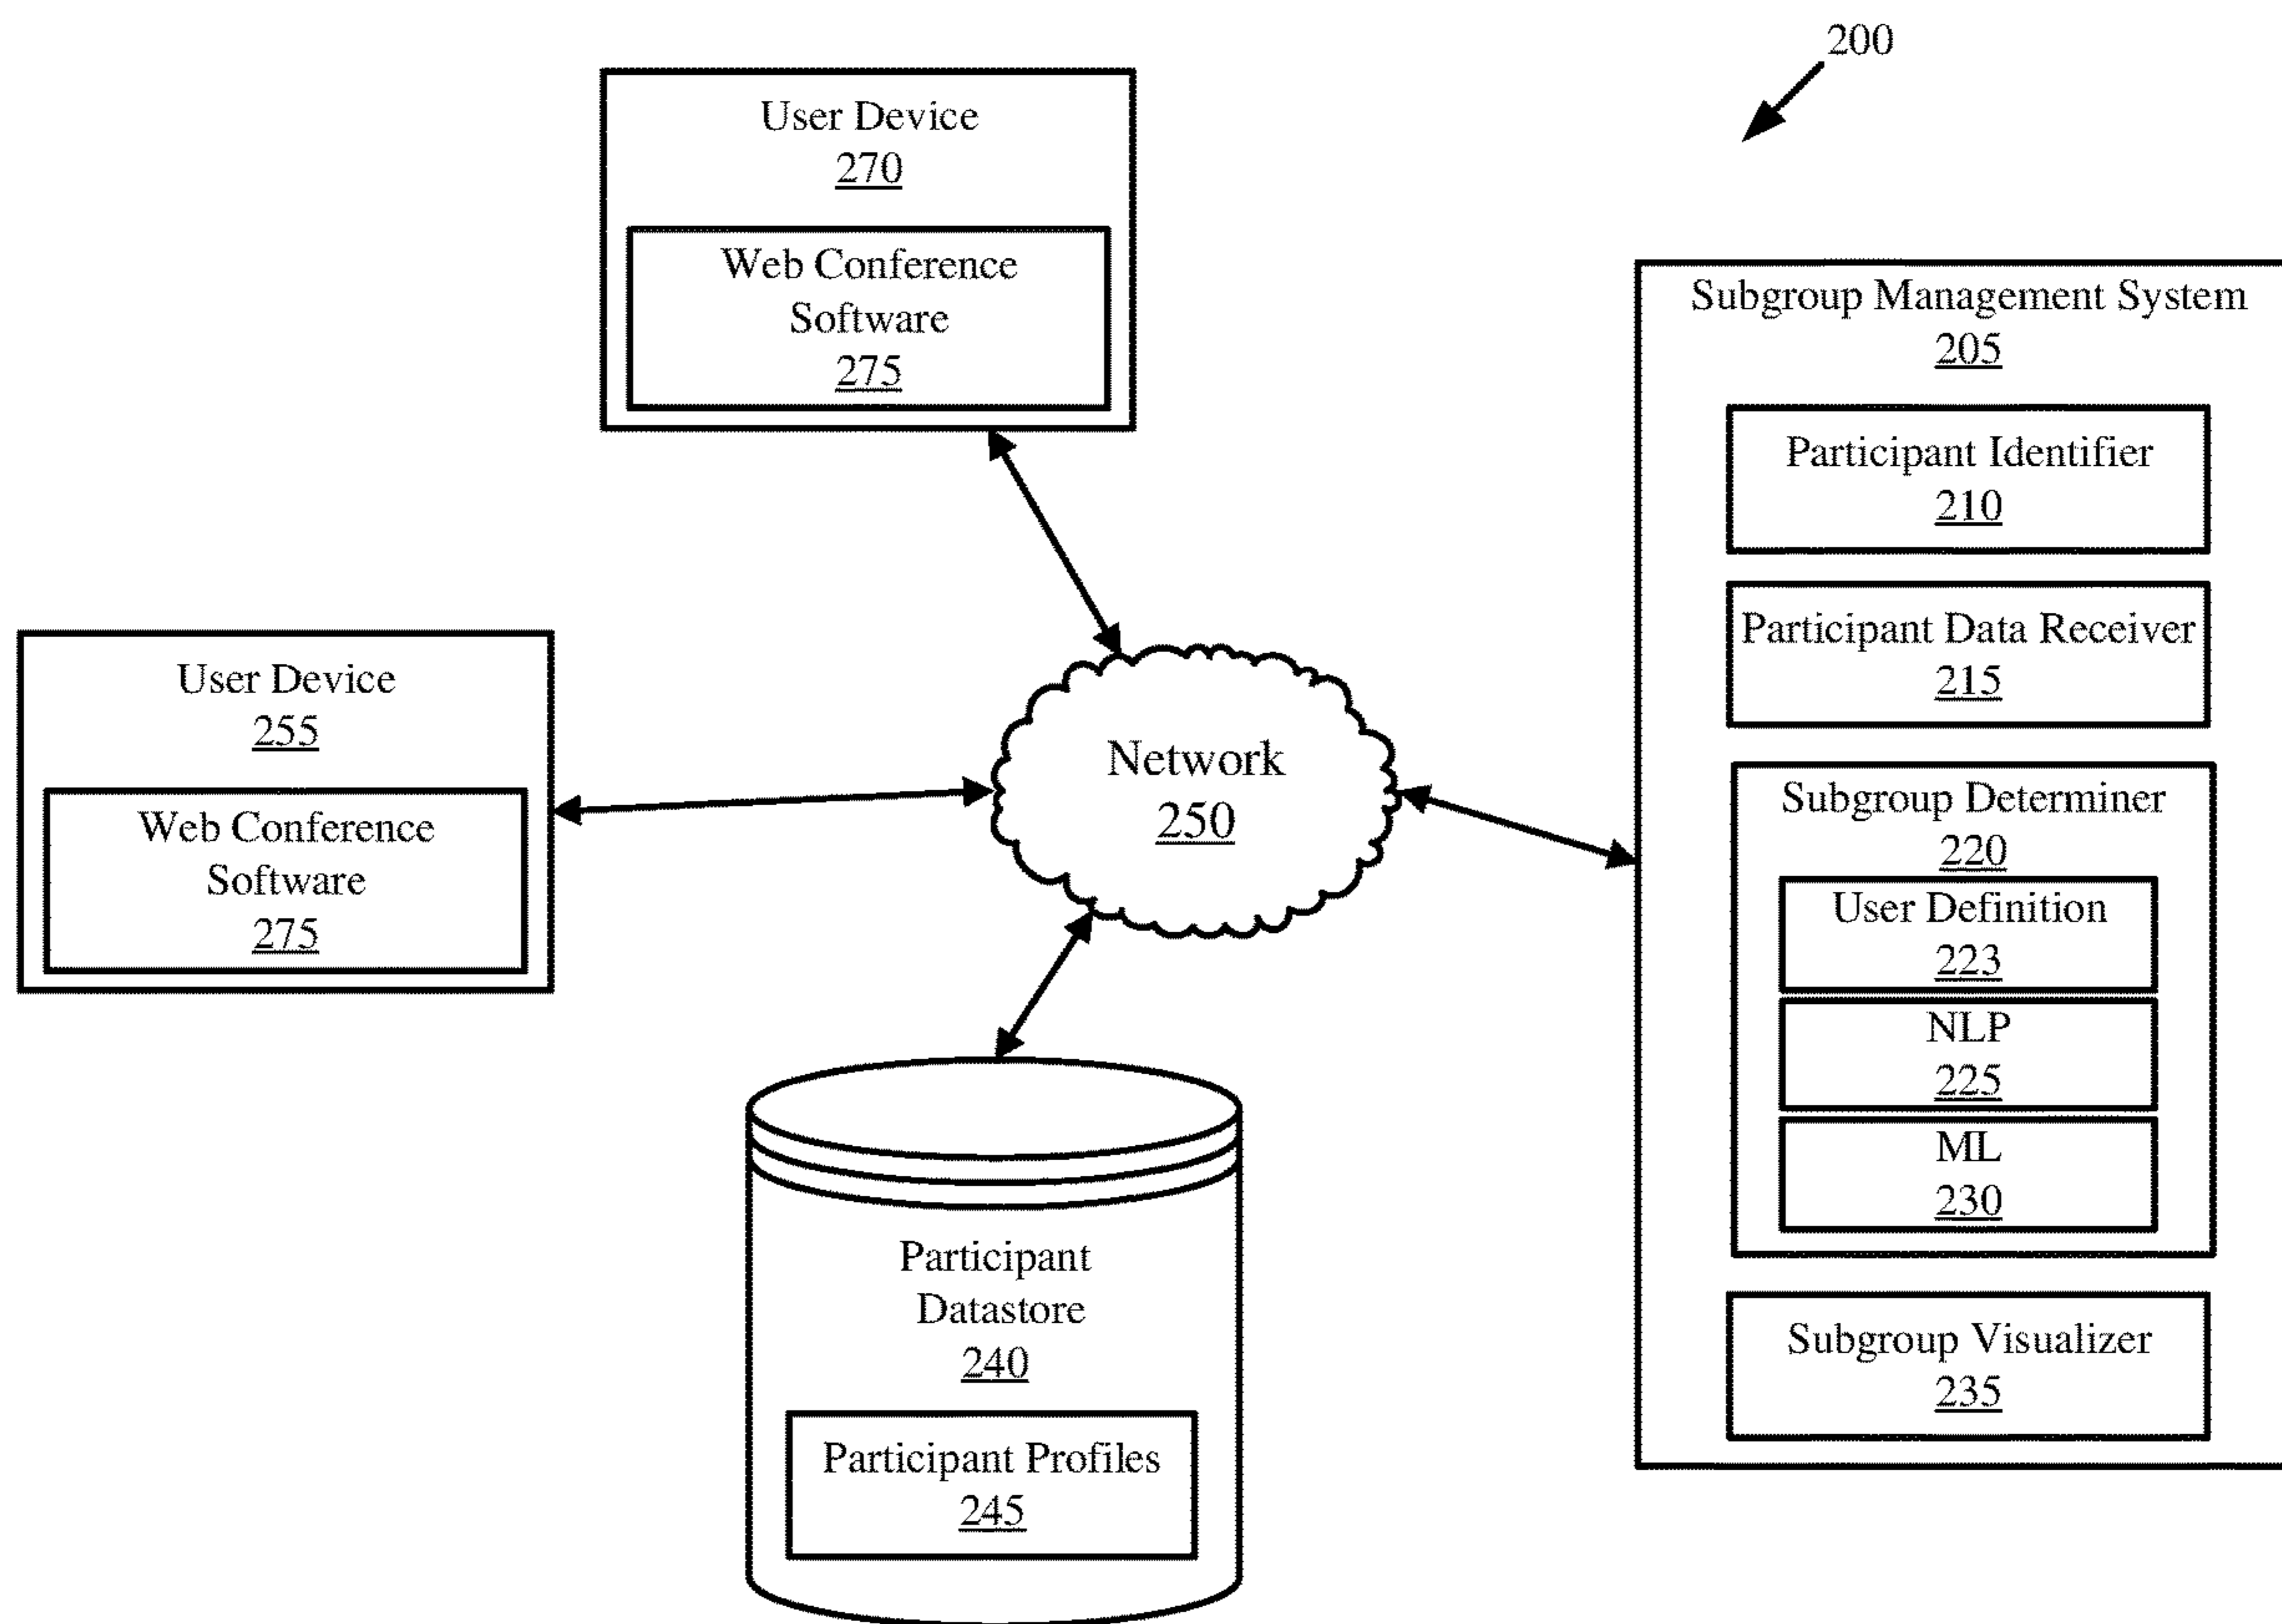 200
User Device
270
Web Conference
Software
275
User Device
255
Web Conference
Software
275
Network
250
Participant
Datastore
240
Participant Profiles
245
Subgroup Management System
205
Participant Identifier
210
Participant Data Receiver
215
Subgroup Determiner
220
User Definition
223
NLP
225
ML
230
Subgroup Visualizer
235